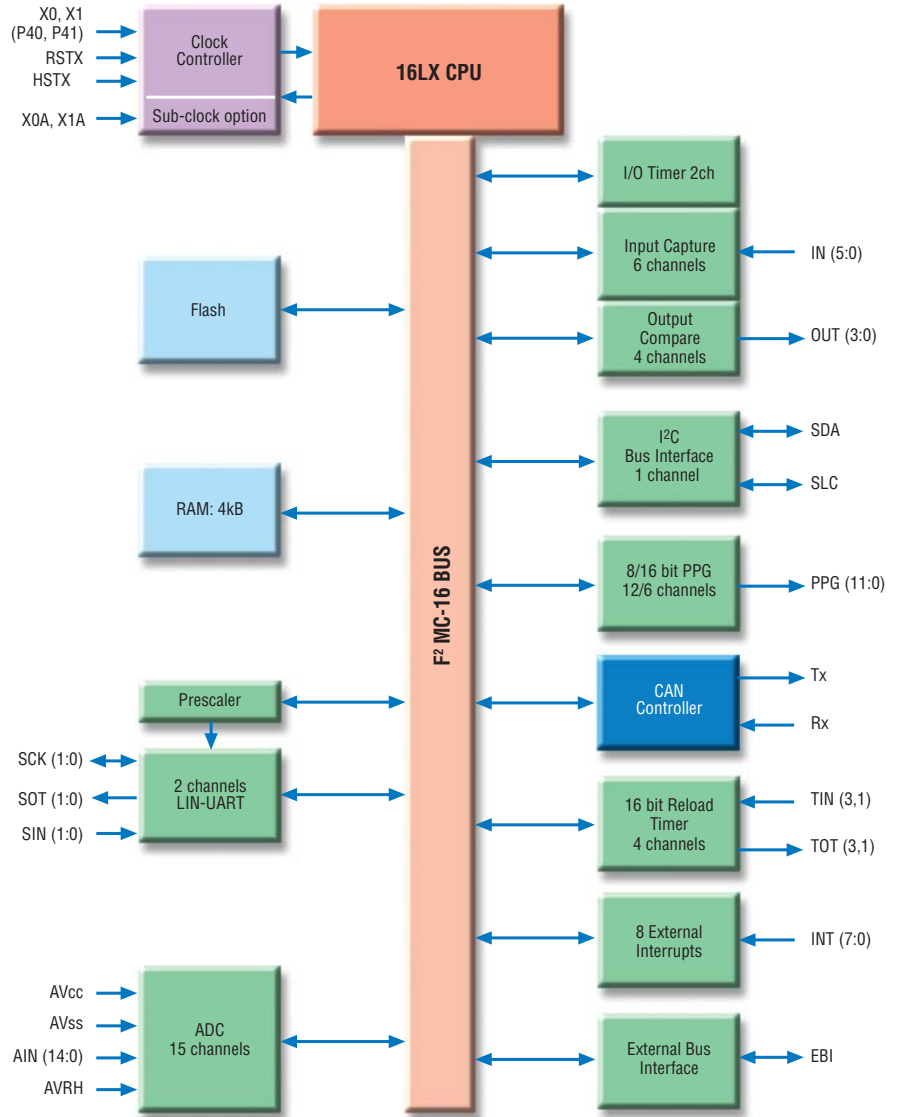 X0, X1
(P40, P41)
RSTX
HSTX
X0A, X1A
Clock
Controller
Sub-clock option
16LX CPU
F² MC-16 BUS
Flash
RAM: 4kB
Prescaler
SCK (1:0)
SOT (1:0)
SIN (1:0)
2 channels
LIN-UART
AVcc
AVss
AIN (14:0)
AVRH
ADC
15 channels
I/O Timer 2ch
Input Capture
6 channels
IN (5:0)
Output
Compare
4 channels
OUT (3:0)
I²C
Bus Interface
1 channel
SDA
SLC
8/16 bit PPG
12/6 channels
PPG (11:0)
CAN
Controller
Tx
Rx
16 bit Reload
Timer
4 channels
TIN (3,1)
TOT (3,1)
8 External
Interrupts
INT (7:0)
External Bus
Interface
EBI